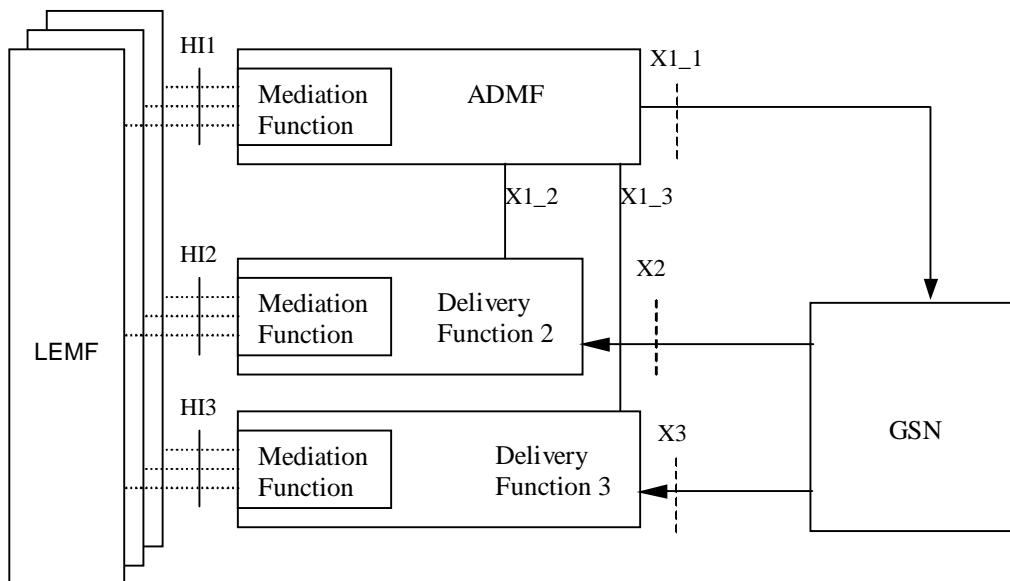 HI1
Mediation
Function
ADMF
X1_1
X1_2
X1_3
HI2
Mediation
Function
Delivery
Function 2
X2
LEMF
HI3
Mediation
Function
Delivery
Function 3
X3
GSN